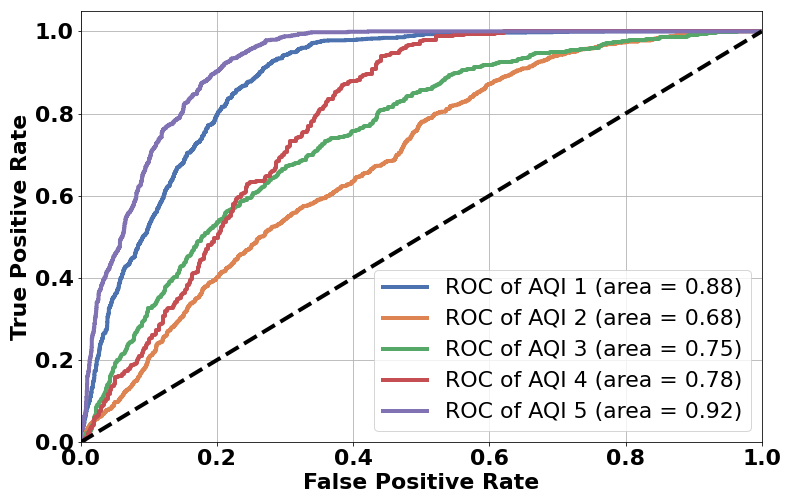 1.0
0.8
0.6
0.4
0.2
0.0
True Positive Rate
ROC of AQI 1 (area = 0.88)
ROC of AQI 2 (area = 0.68)
ROC of AQI 3 (area = 0.75)
ROC of AQI 4 (area = 0.78)
ROC of AQI 5 (area = 0.92)
0.0 0.2 0.4 0.6 0.8 1.0
False Positive Rate